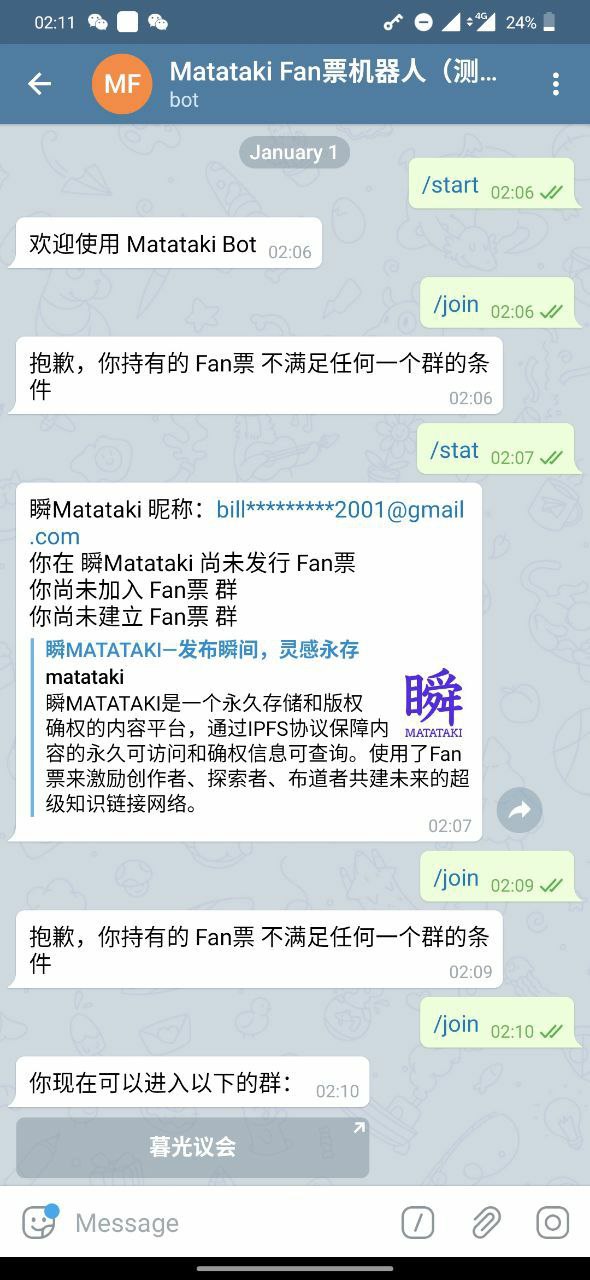 02:11
4G
24%
MF
Matataki Fan票机器人（测...
bot
January 1
/start 02:06
欢迎使用 Matataki Bot 02:06
/join 02:06
抱歉，你持有的 Fan票 不满足任何一个群的条
件
02:06
/stat 02:07
瞬Matataki 昵称：bill*********2001@gmail
.com
你在 瞬Matataki 尚未发行 Fan票
你尚未加入 Fan票 群
你尚未建立 Fan票 群
瞬MATATAKI—发布瞬间，灵感永存
matataki
瞬MATATAKI是一个永久存储和版权
确权的内容平台，通过IPFS协议保障内
容的永久可访问和确权信息可查询。使用了Fan
票来激励创作者、探索者、布道者共建未来的超
级知识链接网络。
瞬
MATATAKI
02:07
/join 02:09
抱歉，你持有的 Fan票 不满足任何一个群的条
件
02:09
/join 02:10
你现在可以进入以下的群： 02:10
暮光议会
Message